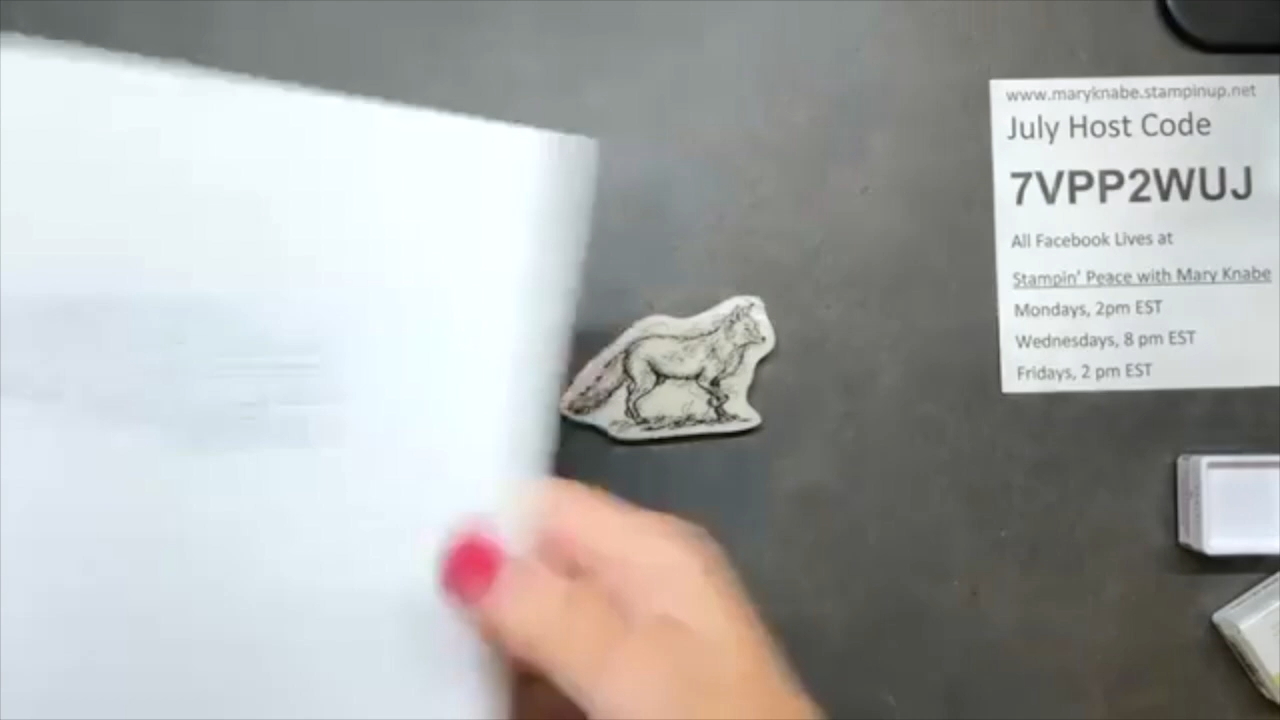 www.maryknabe.stampinup.net
July Host Code
7VPP2WUJ
All Facebook Lives at
Stampin' Peace with Mary Knabe
Mondays, 2pm EST
Wednesdays, 8 pm EST
Fridays, 2 pm EST